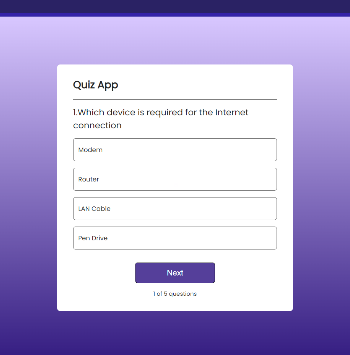 Quiz App
1.Which device is required for the Internet
connection
Modem
Router
LAN Cable
Pen Drive
Next
1 of 5 questions